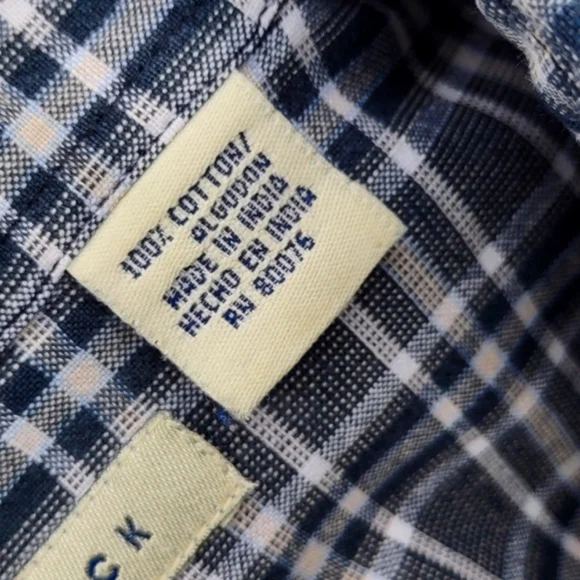 100% COTTON/
ALGODON
MADE IN INDIA
HECHO EN INDIA
RN 80076
CK